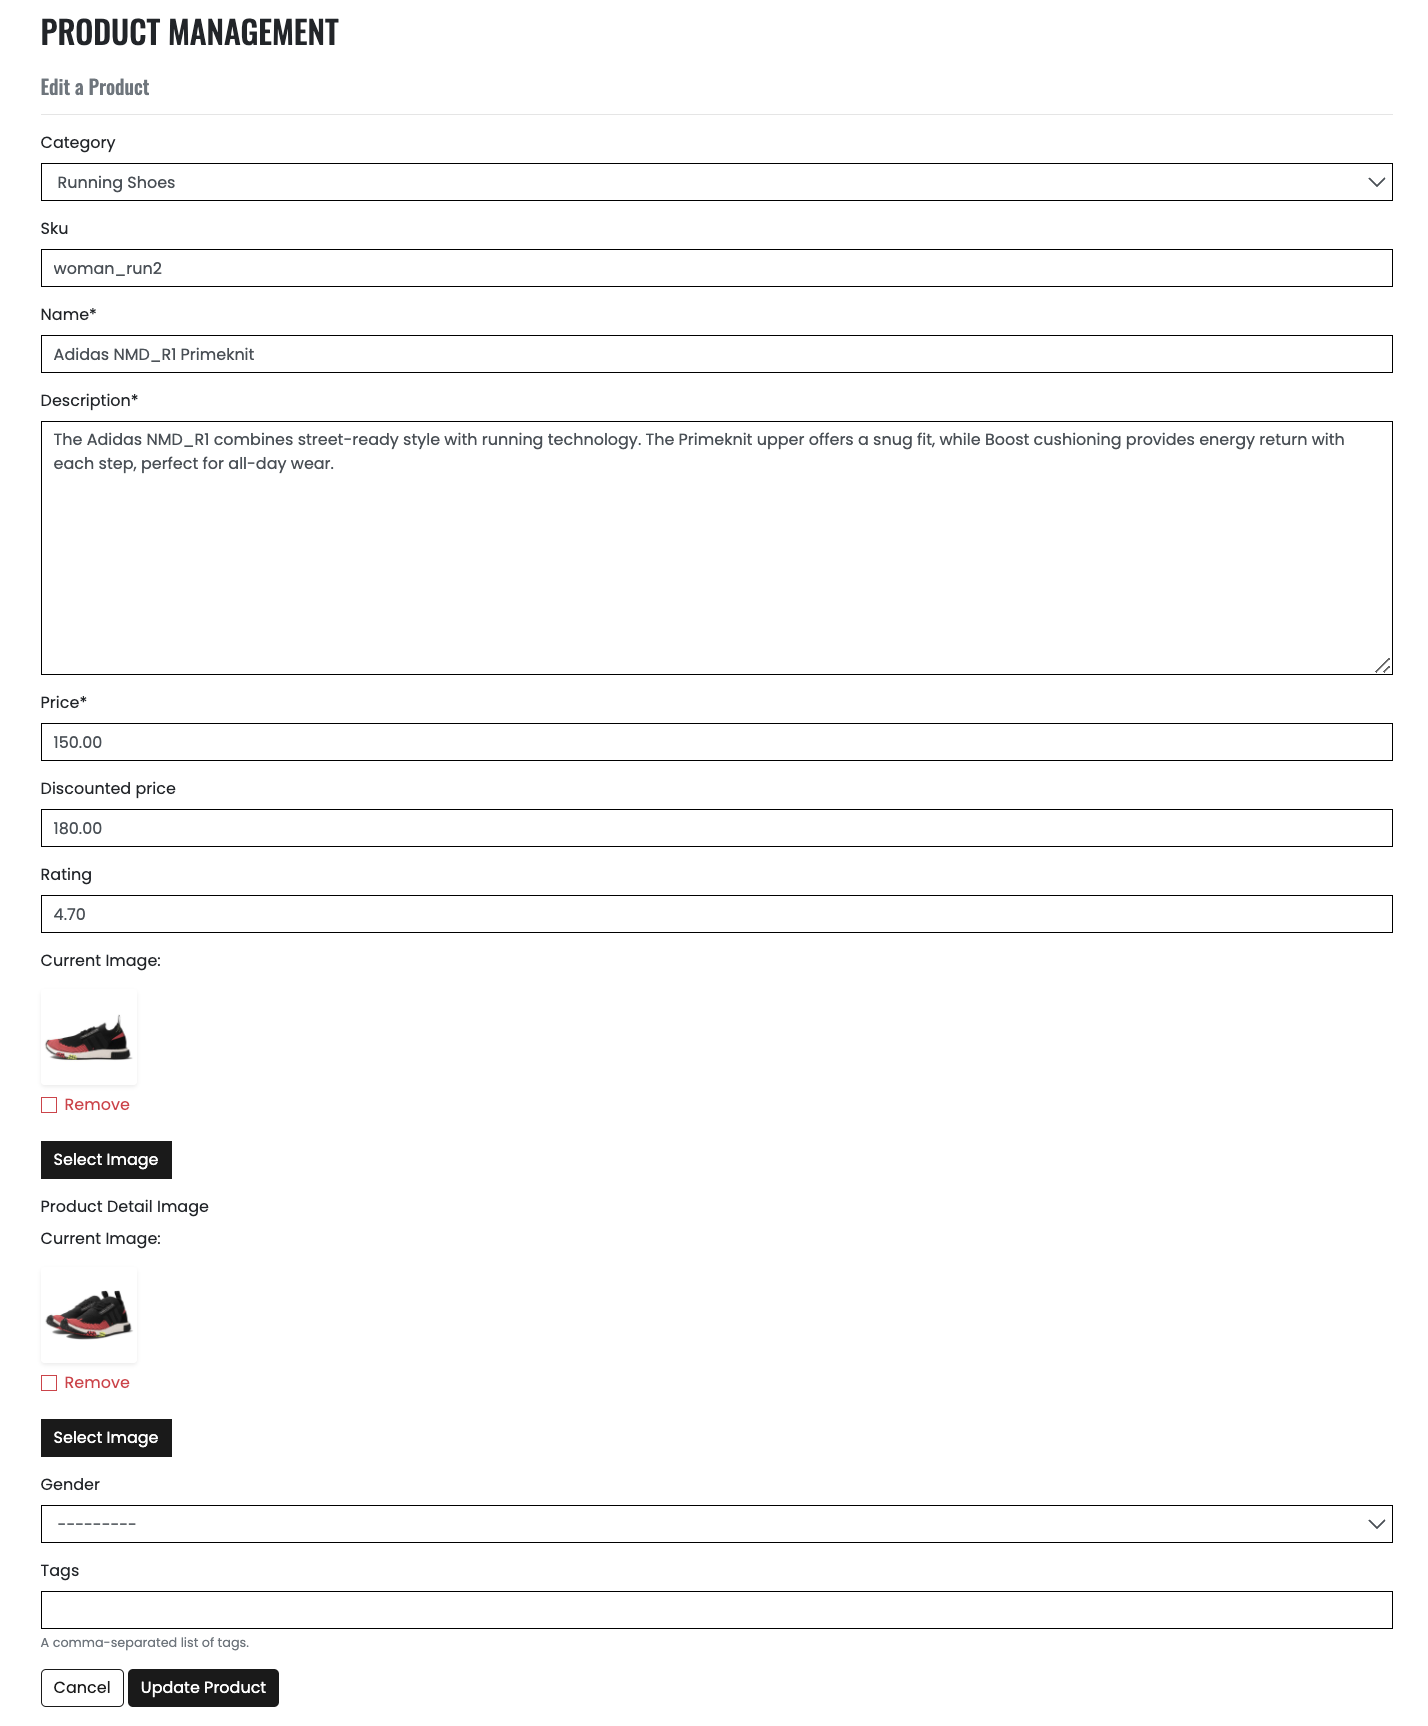 PRODUCT MANAGEMENT
Edit a Product
Category
Running Shoes
Sku
woman_run2
Name*
Adidas NMD_R1 Primeknit
Description*
The Adidas NMD_R1 combines street-ready style with running technology. The Primeknit upper offers a snug fit, while Boost cushioning provides energy return with
each step, perfect for all-day wear.
Price*
150.00
Discounted price
180.00
Rating
4.70
Current Image:
Remove
Select Image
Product Detail Image
Current Image:
Remove
Select Image
Gender
---------
Tags
A comma-separated list of tags.
Cancel Update Product